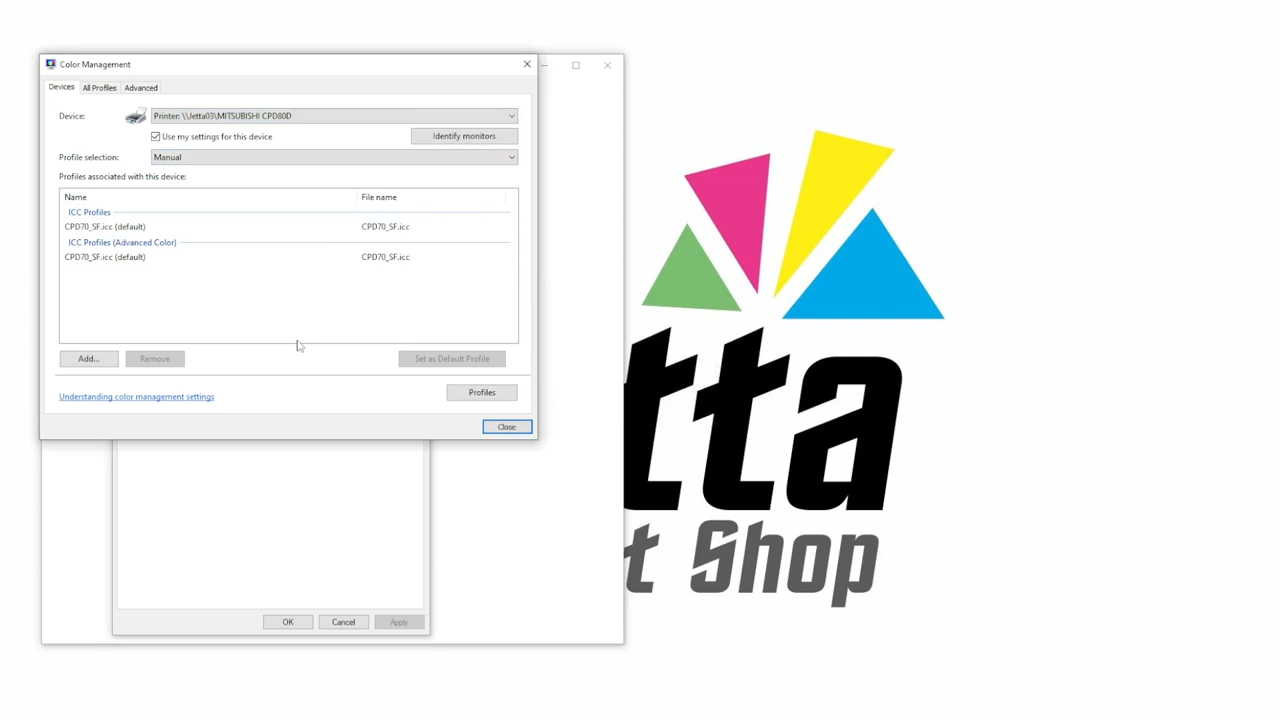 Color Management
Devices All Profiles Advanced
Device: Printer: \\Jetta03\MITSUBISHI CPD80D
Use my settings for this device Identify monitors
Profile selection: Manual
Profiles associated with this device:
Name File name
ICC Profiles
CPD70_SF.icc (default) CPD70_SF.icc
ICC Profiles (Advanced Color)
CPD70_SF.icc (default) CPD70_SF.icc
Add... Remove Set as Default Profile
Understanding color management settings Profiles
Close
OK Cancel Apply
tta
t Shop